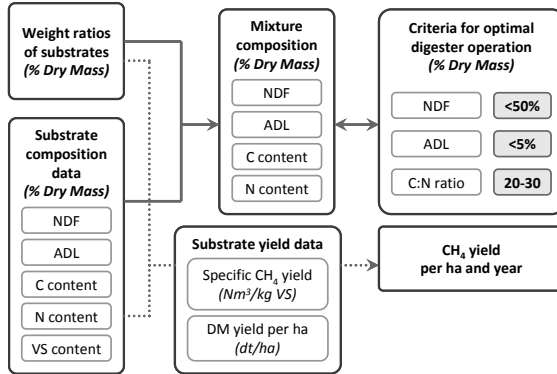 Weight ratios
of substrates
(% Dry Mass)
Substrate
composition
data
(% Dry Mass)
NDF
ADL
C content
N content
VS content
Mixture
composition
(% Dry Mass)
NDF
ADL
C content
N content
Criteria for optimal
digester operation
(% Dry Mass)
NDF <50%
ADL <5%
C:N ratio 20-30
Substrate yield data
Specific CH₄ yield
(Nm³/kg VS)
DM yield per ha
(dt/ha)
CH₄ yield
per ha and year